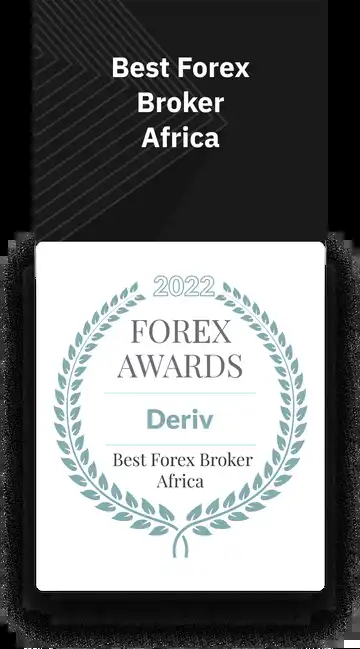 Best Forex
Broker
Africa
2022
FOREX
AWARDS
Deriv
Best Forex Broker
Africa